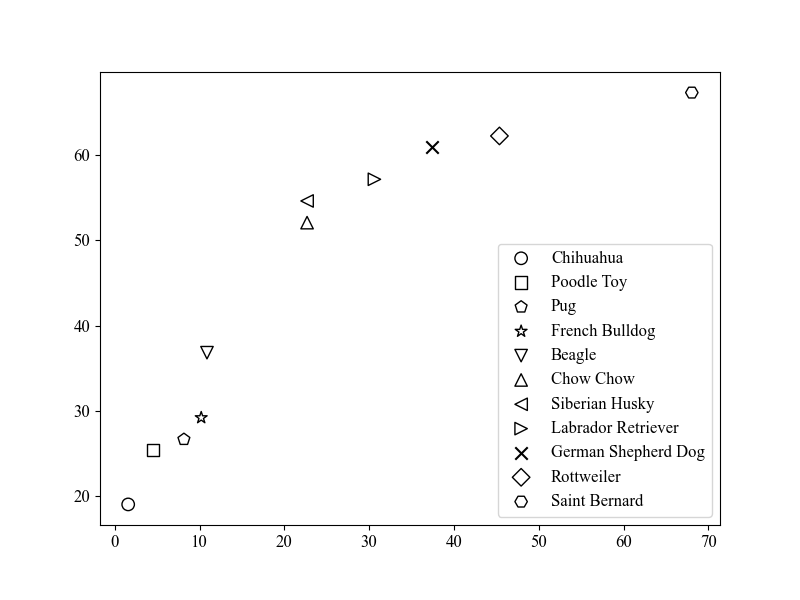 60
50
40
30
20
Chihuahua
Poodle Toy
Pug
French Bulldog
Beagle
Chow Chow
Siberian Husky
Labrador Retriever
German Shepherd Dog
Rottweiler
Saint Bernard
0 10 20 30 40 50 60 70